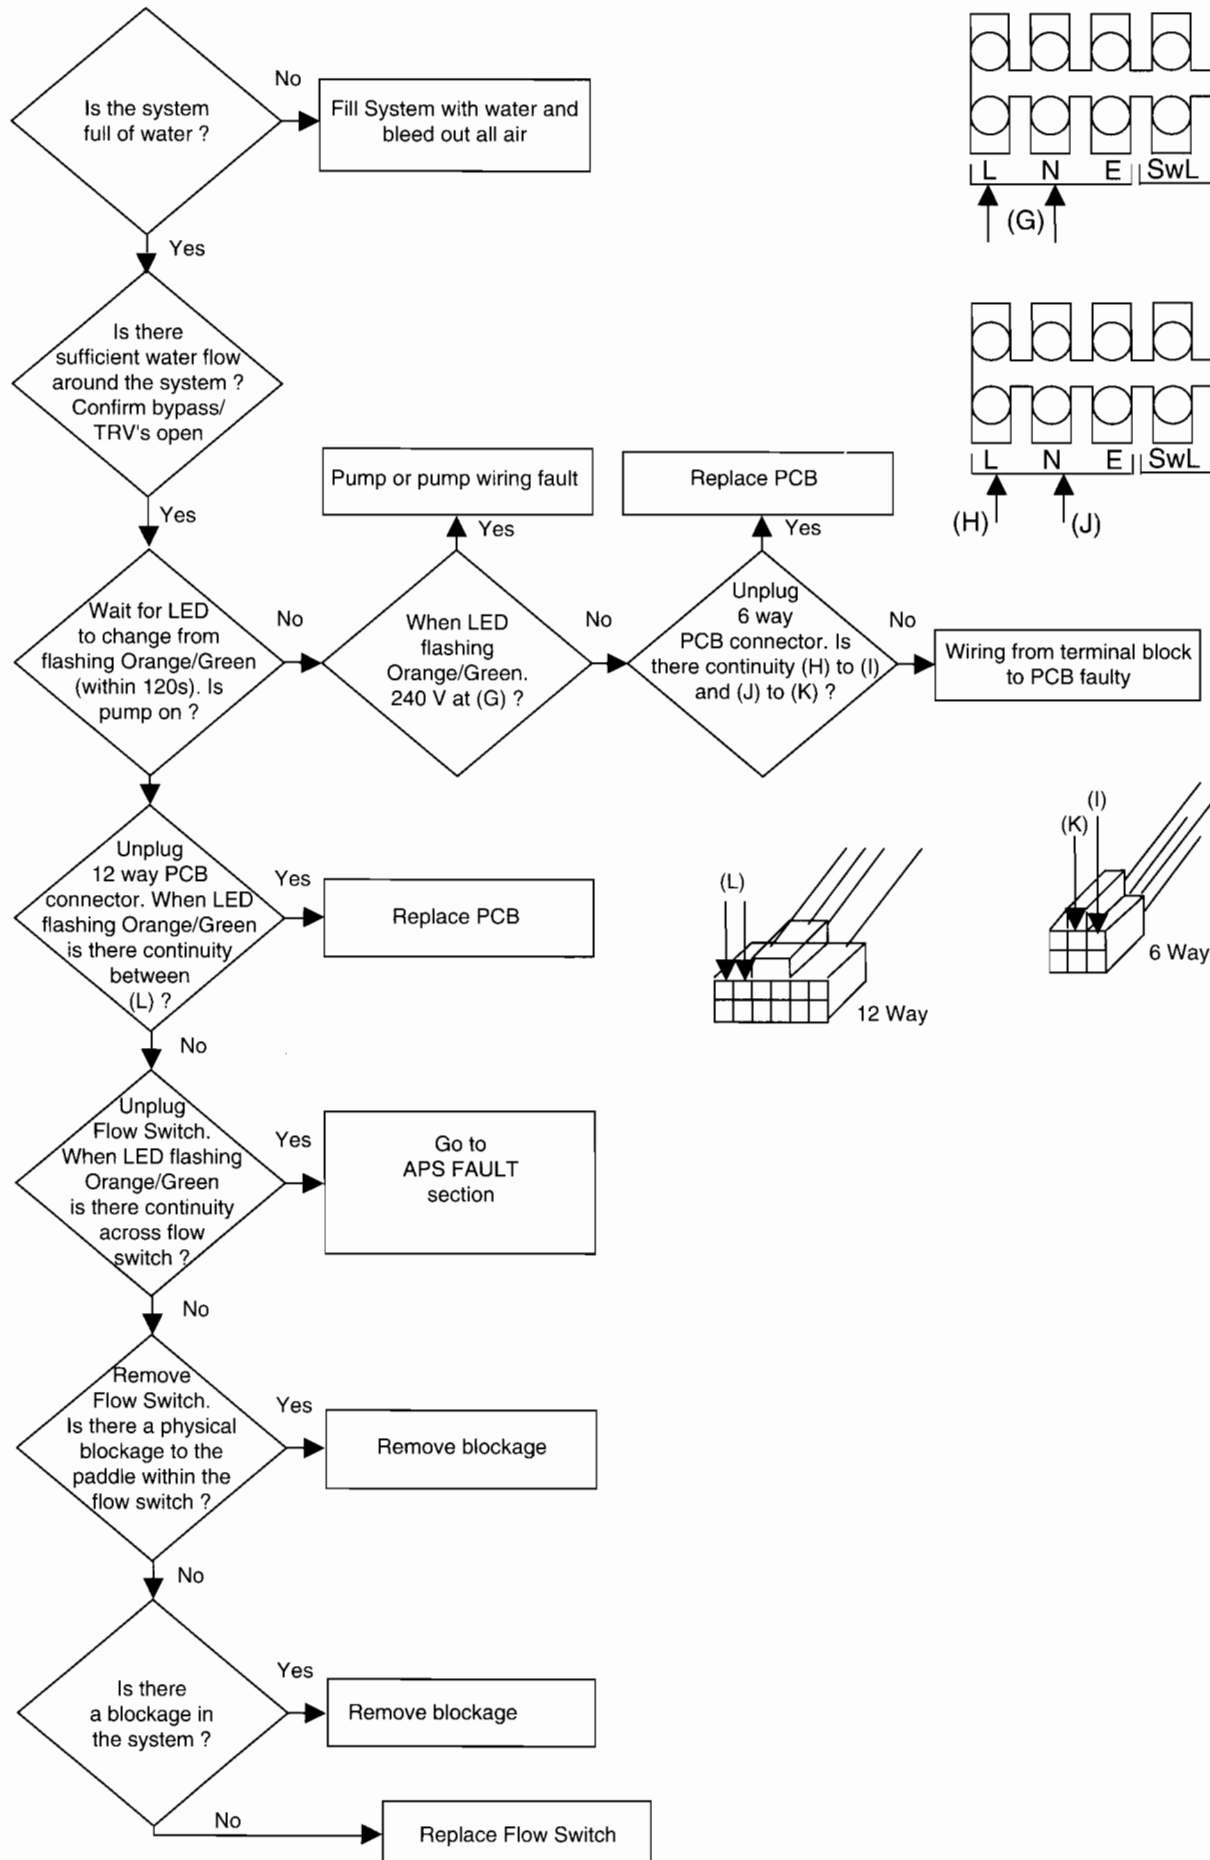 Is the system
full of water ?
No
Fill System with water and
bleed out all air
Yes
Is there
sufficient water flow
around the system ?
Confirm bypass/
TRV's open
Yes
Wait for LED
to change from
flashing Orange/Green
(within 120s). Is
pump on ?
No
When LED
flashing
Orange/Green.
240 V at (G) ?
Yes
Pump or pump wiring fault
No
Unplug
6 way
PCB connector. Is
there continuity (H) to (I)
and (J) to (K) ?
Yes
Replace PCB
No
Wiring from terminal block
to PCB faulty
Unplug
12 way PCB
connector. When LED
flashing Orange/Green
is there continuity
between
(L) ?
Yes
Replace PCB
No
Unplug
Flow Switch.
When LED flashing
Orange/Green
is there continuity
across flow
switch ?
Yes
Go to
APS FAULT
section
No
Remove
Flow Switch.
Is there a physical
blockage to the
paddle within the
flow switch ?
Yes
Remove blockage
No
Is there
a blockage in
the system ?
Yes
Remove blockage
No
Replace Flow Switch
L N E SwL
(G)
L N E SwL
(H) (J)
(L)
12 Way
(I)
(K)
6 Way